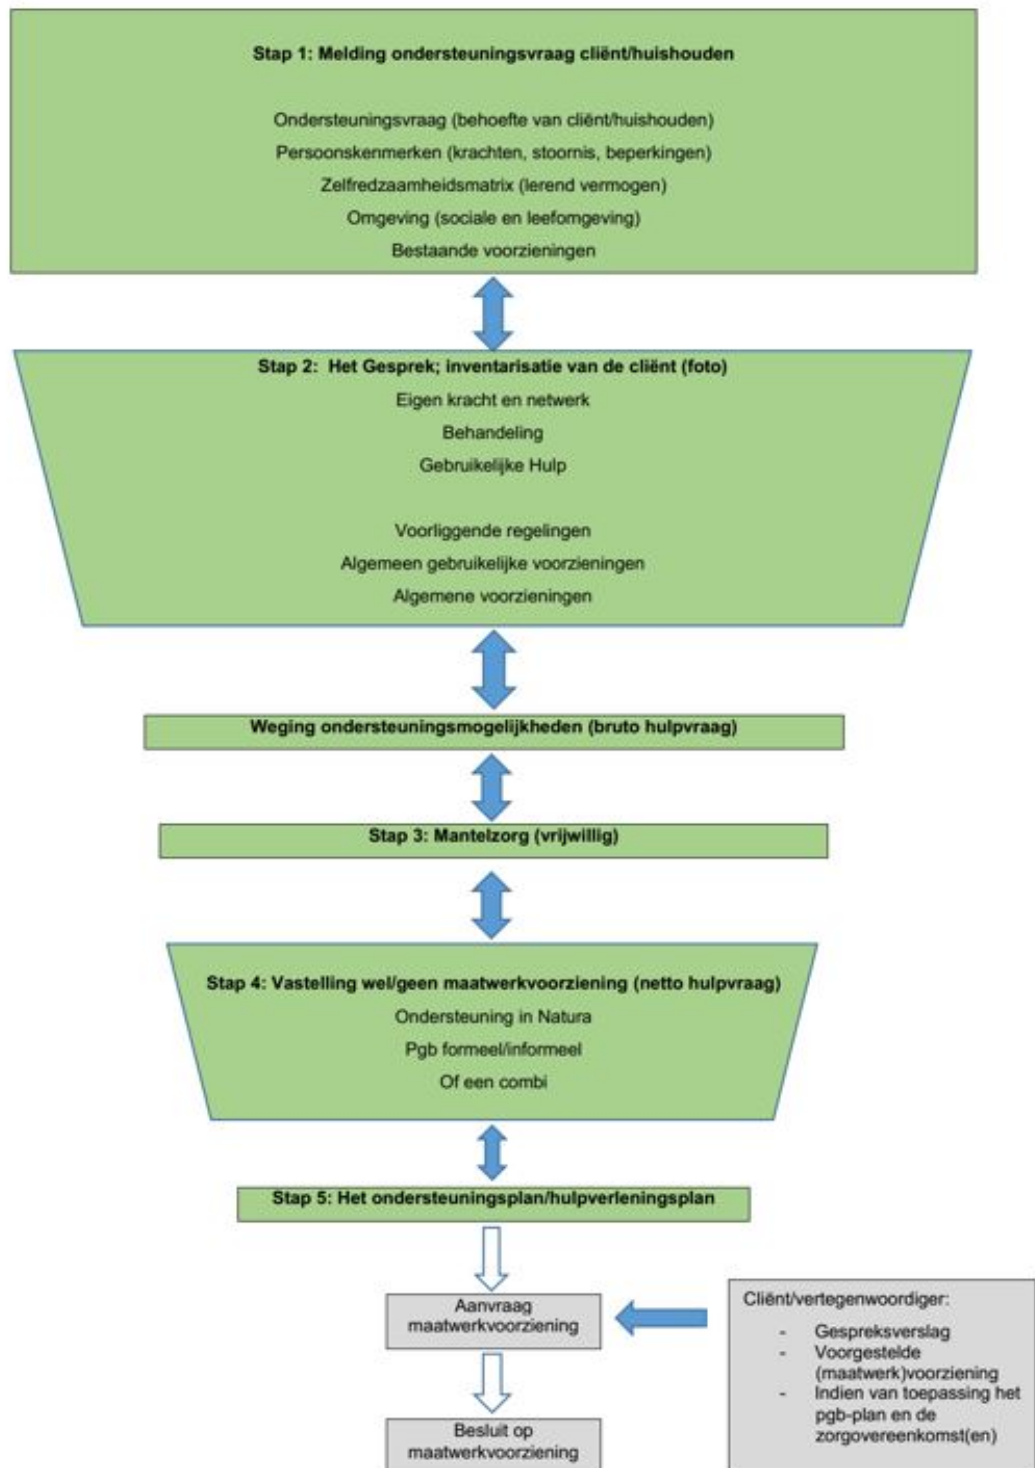 Stap 1: Melding ondersteuningsvraag cliënt/huishouden
Ondersteuningsvraag (behoefte van cliënt/huishouden)
Persoonskenmerken (krachten, stoornis, beperkingen)
Zelfredzaamheidsmatrix (lerend vermogen)
Omgeving (sociale en leefomgeving)
Bestaande voorzieningen
Stap 2: Het Gesprek; inventarisatie van de cliënt (foto)
Eigen kracht en netwerk
Behandeling
Gebruikelijke Hulp
Voorliggende regelingen
Algemeen gebruikelijke voorzieningen
Algemene voorzieningen
Weging ondersteuningsmogelijkheden (bruto hulpvraag)
Stap 3: Mantelzorg (vrijwillig)
Stap 4: Vastelling wel/geen maatwerkvoorziening (netto hulpvraag)
Ondersteuning in Natura
Pgb formeel/informeel
Of een combi
Stap 5: Het ondersteuningsplan/hulpverleningsplan
Aanvraag
maatwerkvoorziening
Cliënt/vertegenwoordiger:
- Gespreksverslag
- Voorgestelde
(maatwerk)voorziening
- Indien van toepassing het
pgb-plan en de
zorgovereenkomst(en)
Besluit op
maatwerkvoorziening